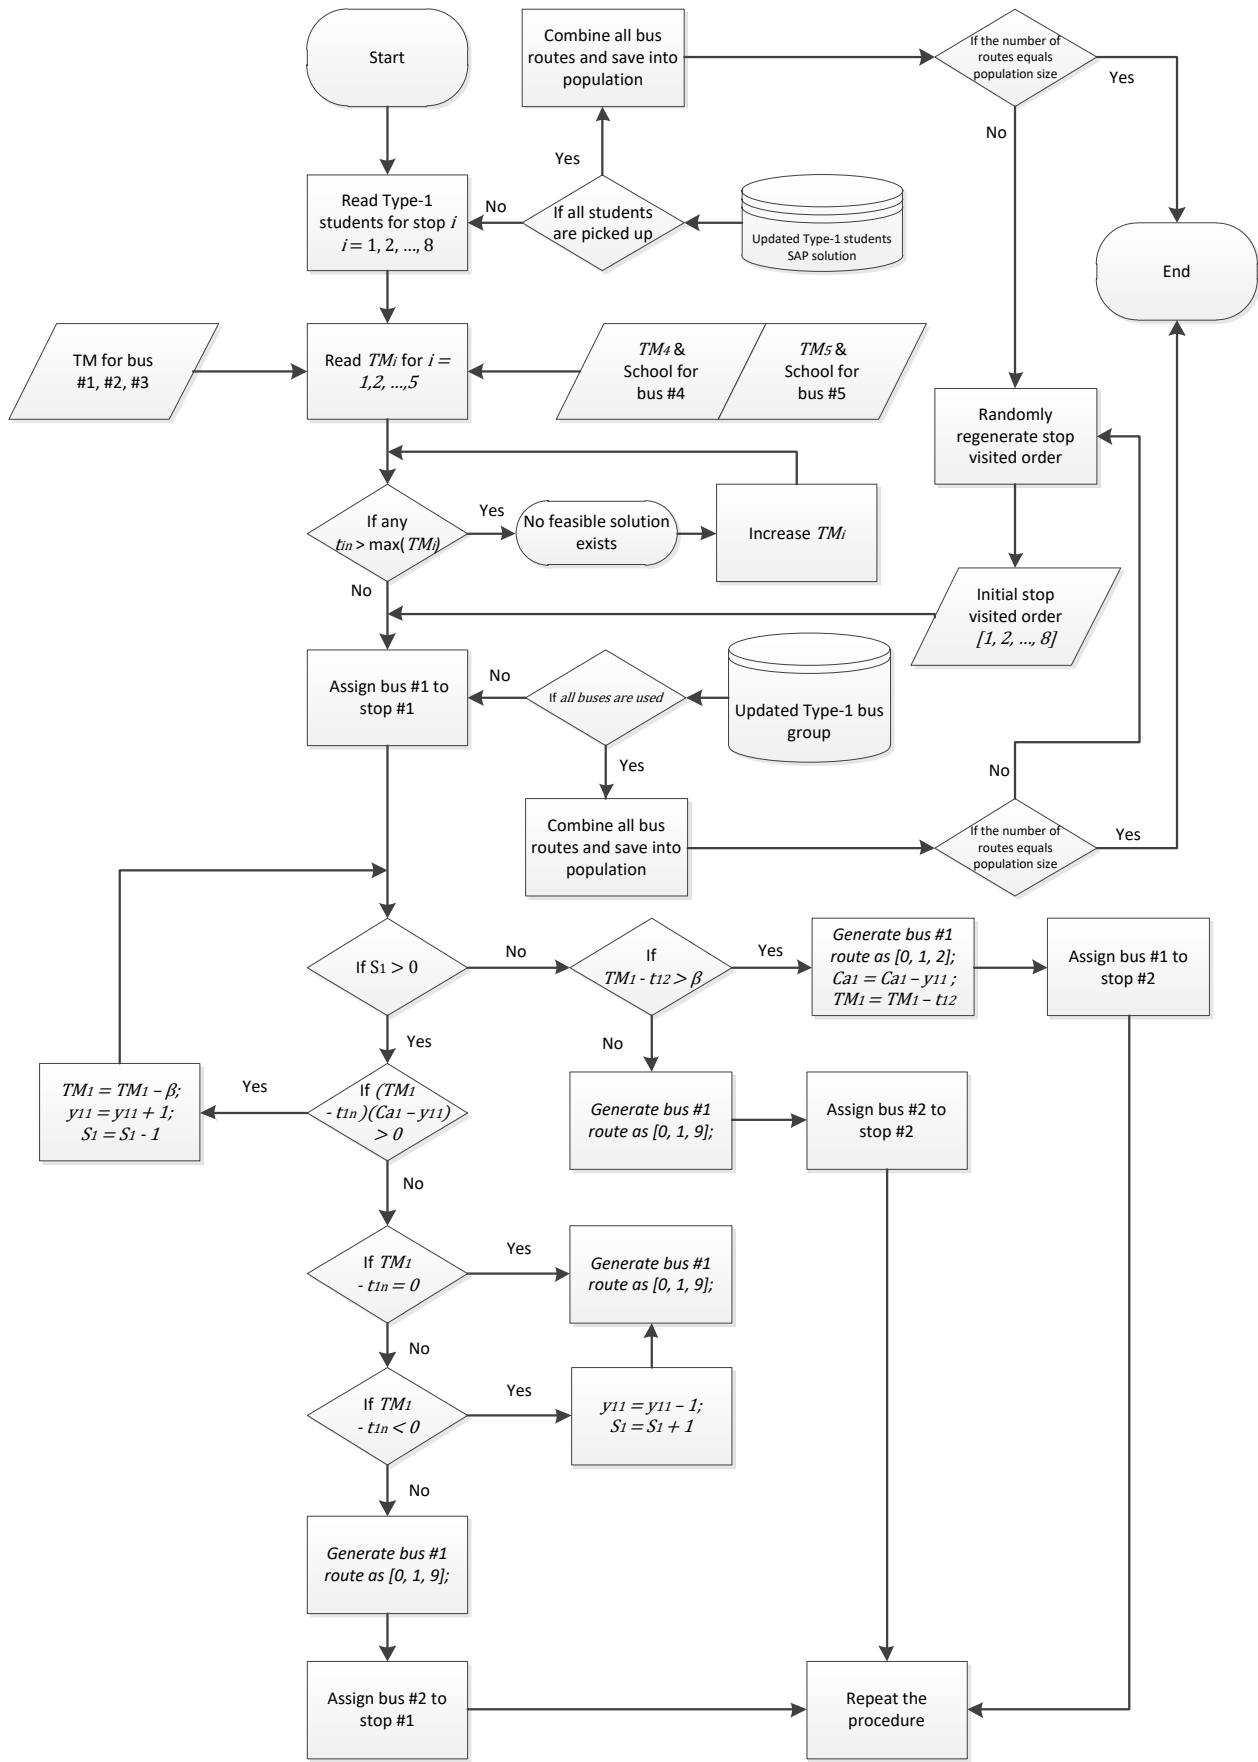 Start
Combine all bus
routes and save into
population
If the number of
routes equals
population size
Yes
No
Yes
Read Type-1
students for stop i
i = 1, 2, ..., 8
No
If all students
are picked up
Updated Type-1 students
SAP solution
End
TM for bus
#1, #2, #3
Read TMi for i =
1,2, ...,5
TM4 &
School for
bus #4
TM5 &
School for
bus #5
Randomly
regenerate stop
visited order
If any
tin > max(TMi)
Yes
No feasible solution
exists
Increase TMi
No
Initial stop
visited order
[1, 2, ..., 8]
Assign bus #1 to
stop #1
No
If all buses are used
Updated Type-1 bus
group
Yes
Combine all bus
routes and save into
population
No
If the number of
routes equals
population size
Yes
If S1 > 0
No
If
TM1 - t12 > β
Yes
Generate bus #1
route as [0, 1, 2];
Ca1 = Ca1 – y11 ;
TM1 = TM1 – t12
Assign bus #1 to
stop #2
Yes
No
TM1 = TM1 – β;
y11 = y11 + 1;
S1 = S1 - 1
Yes
If (TM1
- t1n )(Ca1 – y11)
> 0
Generate bus #1
route as [0, 1, 9];
Assign bus #2 to
stop #2
No
If TM1
- t1n = 0
Yes
Generate bus #1
route as [0, 1, 9];
No
If TM1
- t1n < 0
Yes
y11 = y11 – 1;
S1 = S1 + 1
No
Generate bus #1
route as [0, 1, 9];
Assign bus #2 to
stop #1
Repeat the
procedure